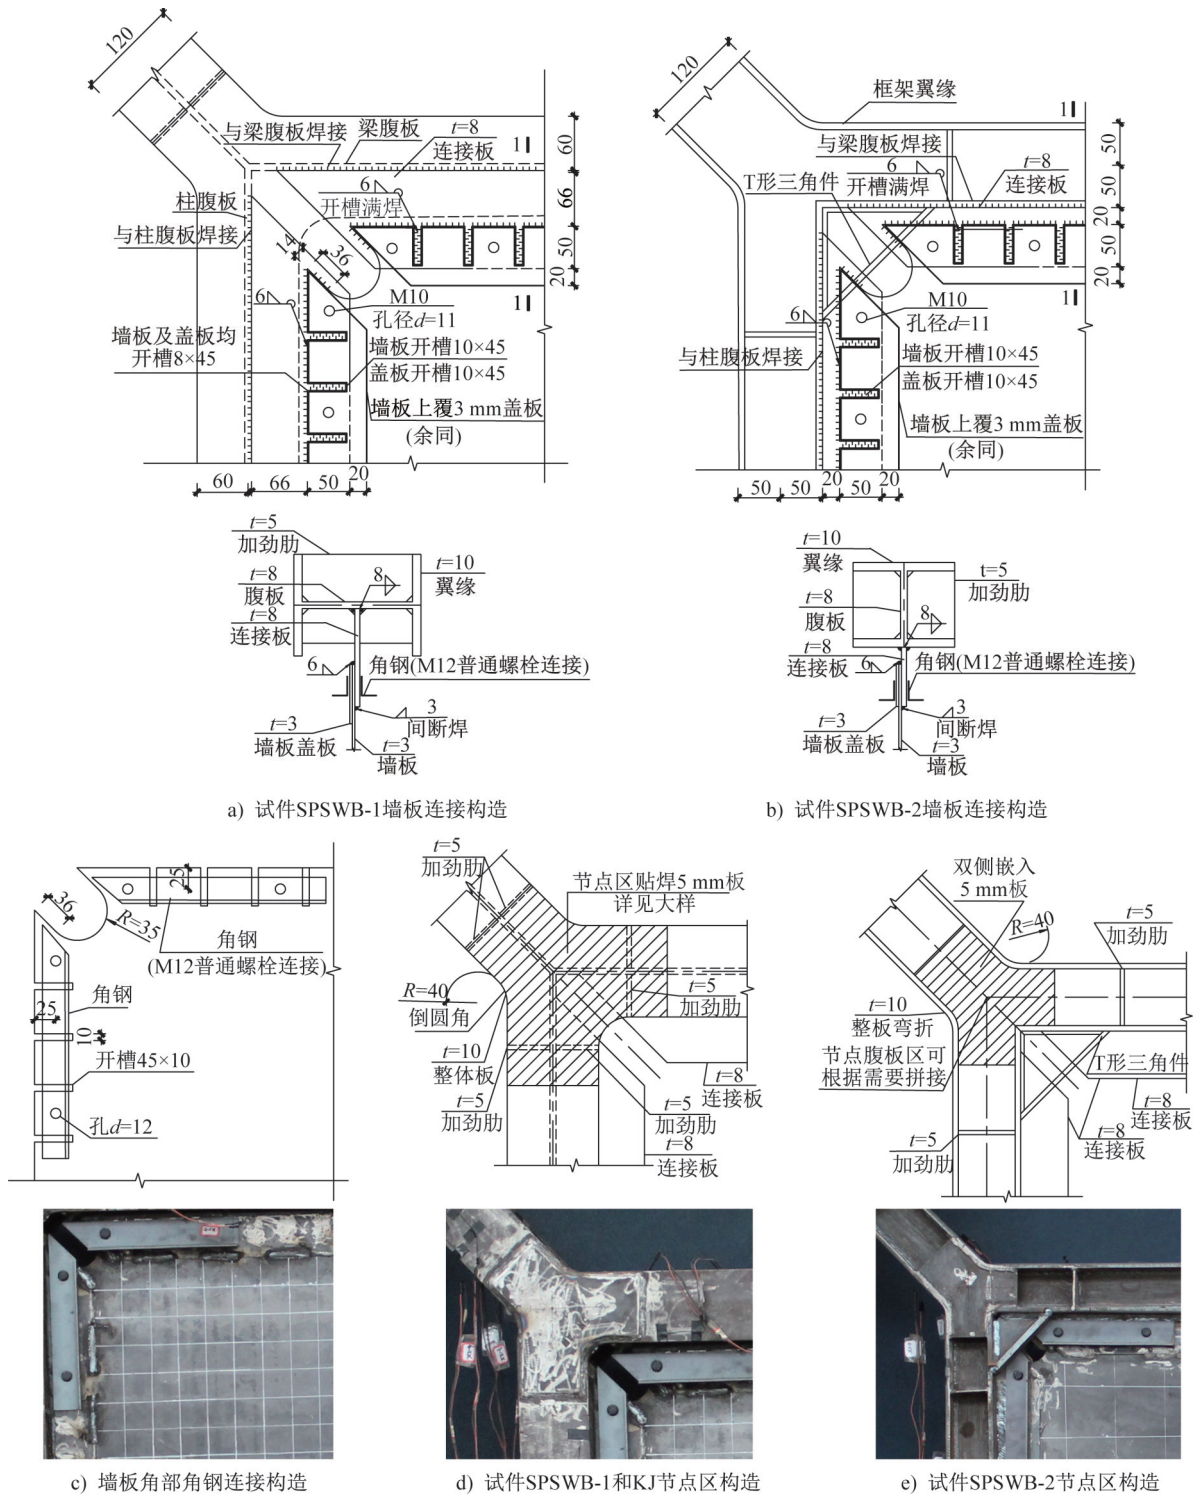 120
与梁腹板焊接
梁腹板
t=8
连接板
1
60
柱腹板
与柱腹板焊接
6
开槽满焊
66
14
36
50
20
6
M10
孔径d=11
1
墙板及盖板均
开槽8×45
墙板开槽10×45
盖板开槽10×45
墙板上覆3 mm盖板
(余同)
60
66
50
20
t=5
加劲肋
t=8
腹板
8
t=10
翼缘
t=8
连接板
6
角钢(M12普通螺栓连接)
3
间断焊
t=3
墙板盖板
t=3
墙板
a) 试件SPSWB-1墙板连接构造
120
框架翼缘
1
与梁腹板焊接
6
开槽满焊
t=8
连接板
T形三角件
50
50
20
50
20
6
M10
孔径d=11
1
与柱腹板焊接
墙板开槽10×45
盖板开槽10×45
墙板上覆3 mm盖板
(余同)
50
50
20
50
20
t=10
翼缘
t=5
加劲肋
t=8
腹板
8
t=8
连接板
6
角钢(M12普通螺栓连接)
3
间断焊
t=3
墙板盖板
t=3
墙板
b) 试件SPSWB-2墙板连接构造
25
36
R=35
角钢
(M12普通螺栓连接)
角钢
25
10
开槽45×10
孔d=12
c) 墙板角部角钢连接构造
t=5
加劲肋
节点区贴焊5 mm板
详见大样
R=40
倒圆角
t=5
加劲肋
t=10
整体板
t=8
连接板
t=5
加劲肋
t=5
加劲肋
t=8
连接板
d) 试件SPSWB-1和KJ节点区构造
双侧嵌入
5 mm板
R=40
t=5
加劲肋
t=10
整板弯折
节点腹板区可
根据需要拼接
T形三角件
t=8
连接板
t=8
连接板
t=5
加劲肋
e) 试件SPSWB-2节点区构造